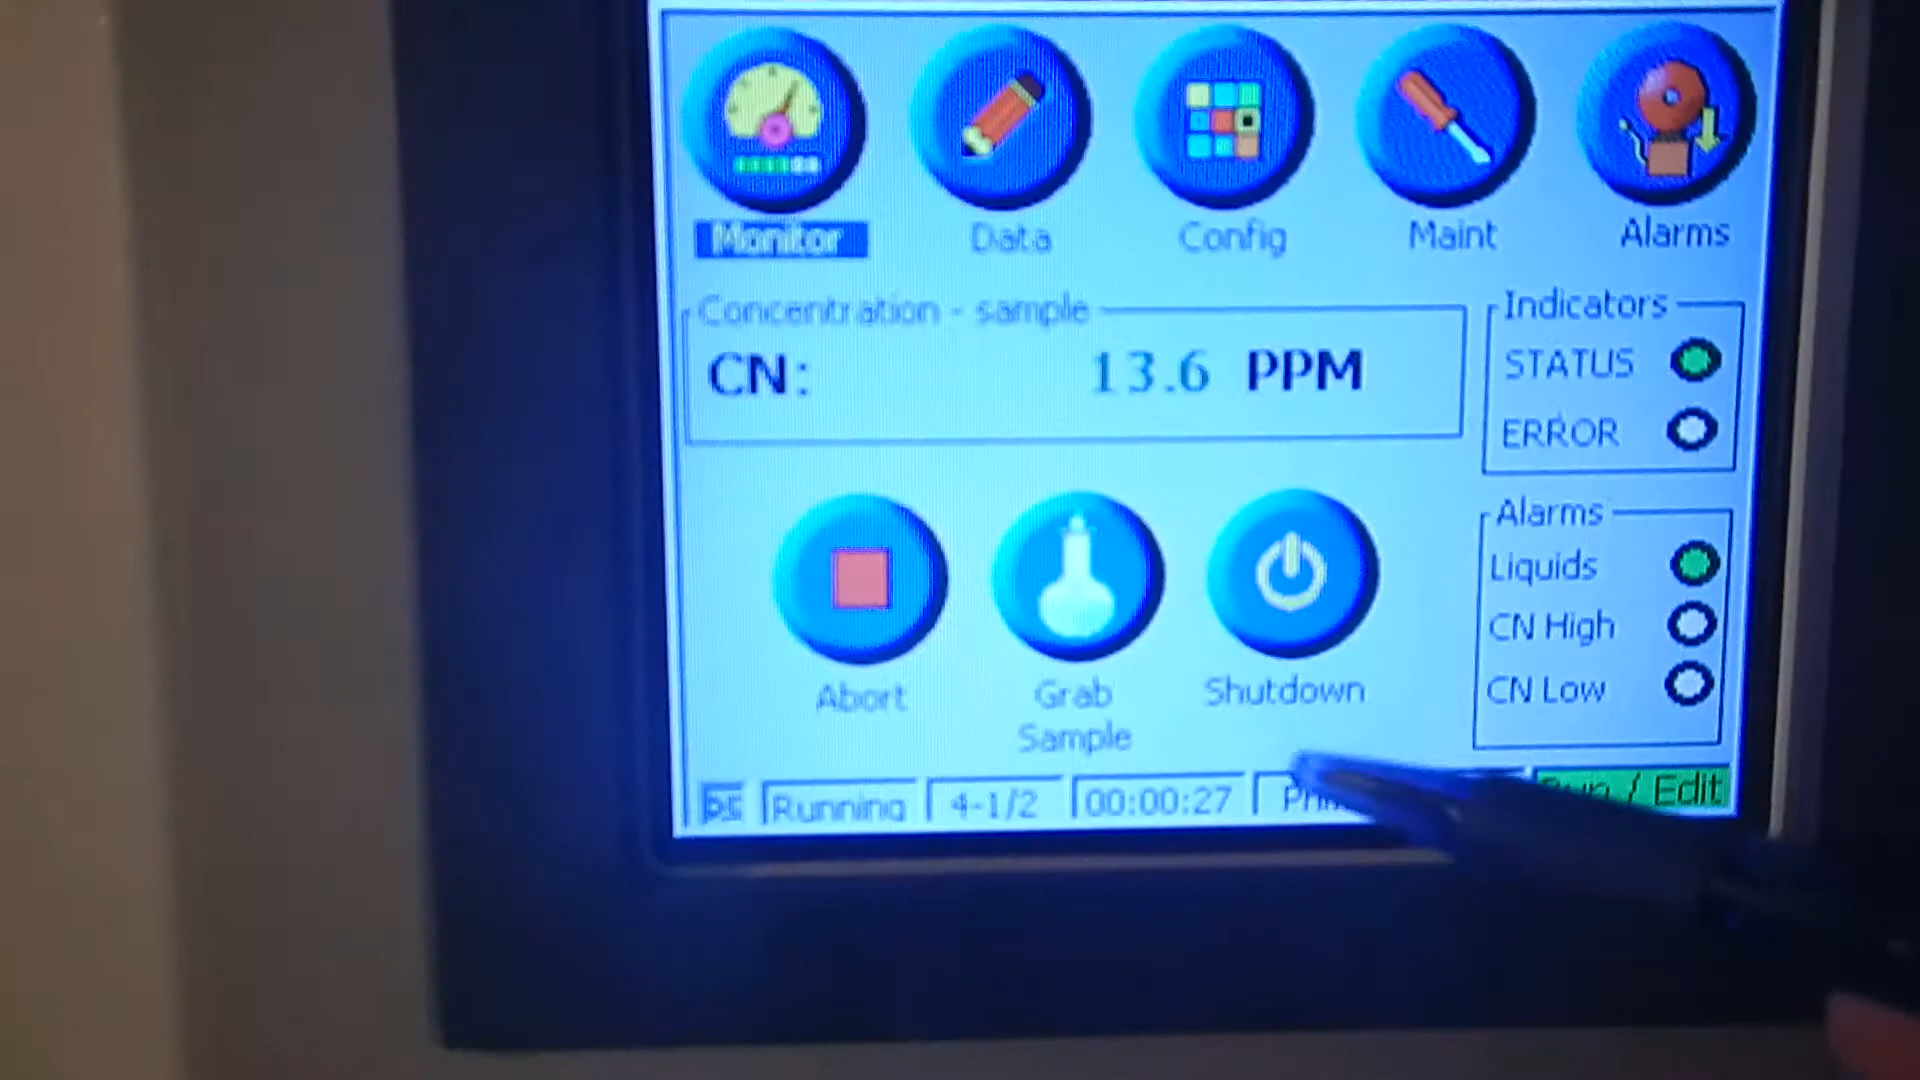 Monitor Data Config Maint Alarms
Concentration - sample
CN: 13.6 PPM
Indicators
STATUS
ERROR
Abort Grab Sample Shutdown
Alarms
Liquids
CN High
CN Low
Running 4-1/2 00:00:27 / Edit